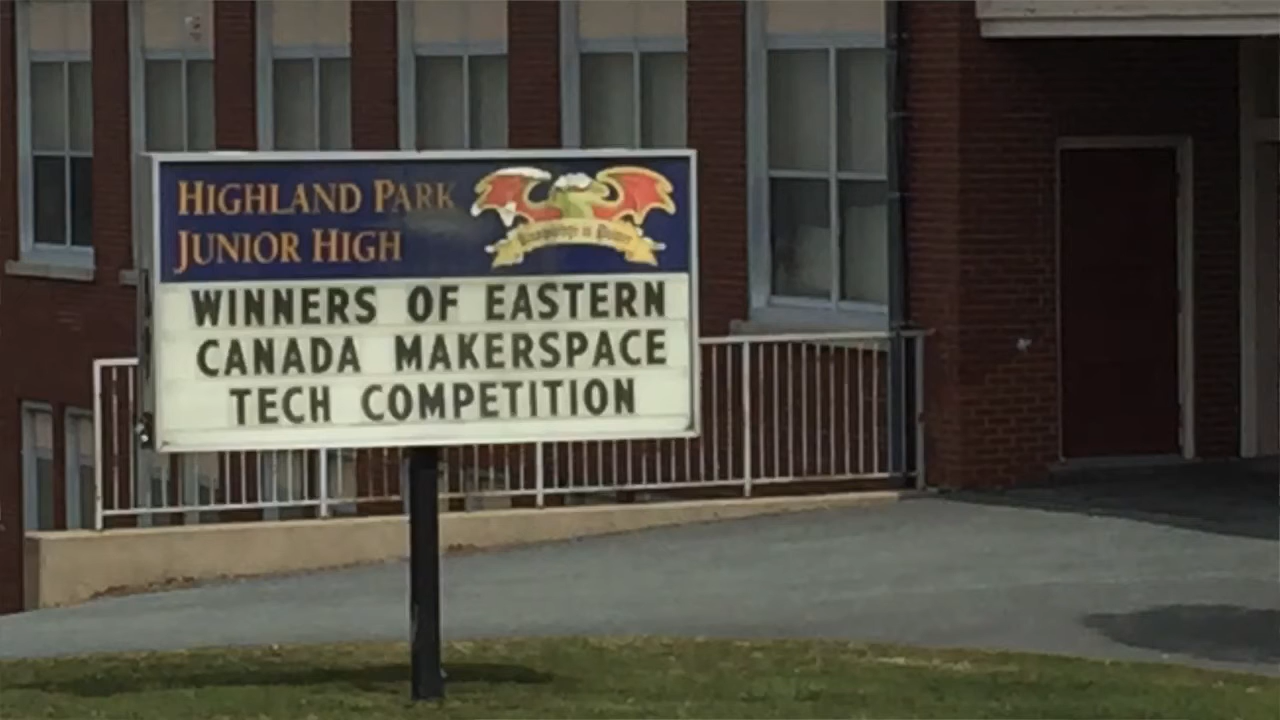 HIGHLAND PARK
JUNIOR HIGH
WINNERS OF EASTERN
CANADA MAKERSPACE
TECH COMPETITION